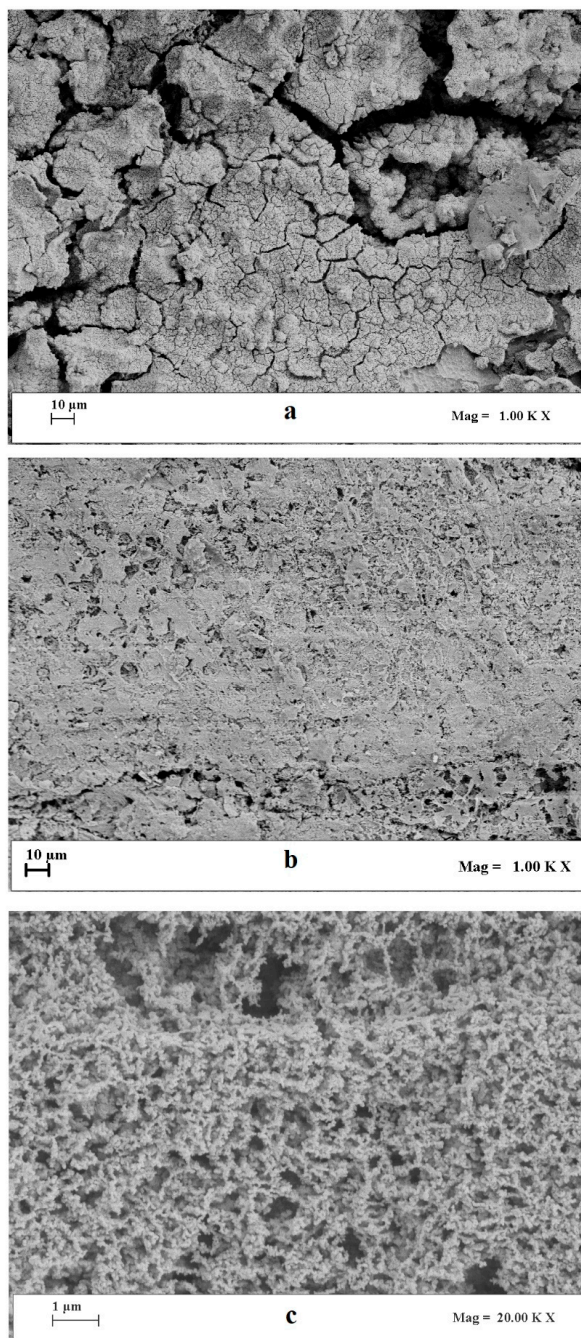 10 µm
a
Mag = 1.00 K X
10 µm
b
Mag = 1.00 K X
1 µm
c
Mag = 20.00 K X